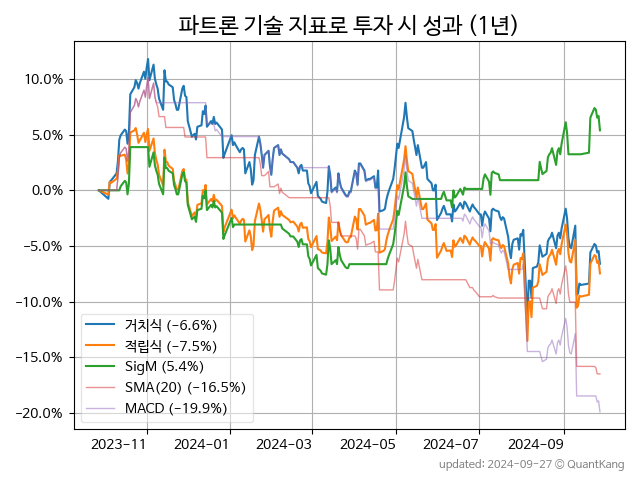 파트론 기술 지표로 투자 시 성과 (1년)
10.0%
5.0%
0.0%
−5.0%
−10.0%
−15.0%
−20.0%
거치식 (−6.6%)
적립식 (−7.5%)
SigM (5.4%)
SMA(20) (−16.5%)
MACD (−19.9%)
2023-11 2024-01 2024-03 2024-05 2024-07 2024-09
updated: 2024-09-27 © QuantKang